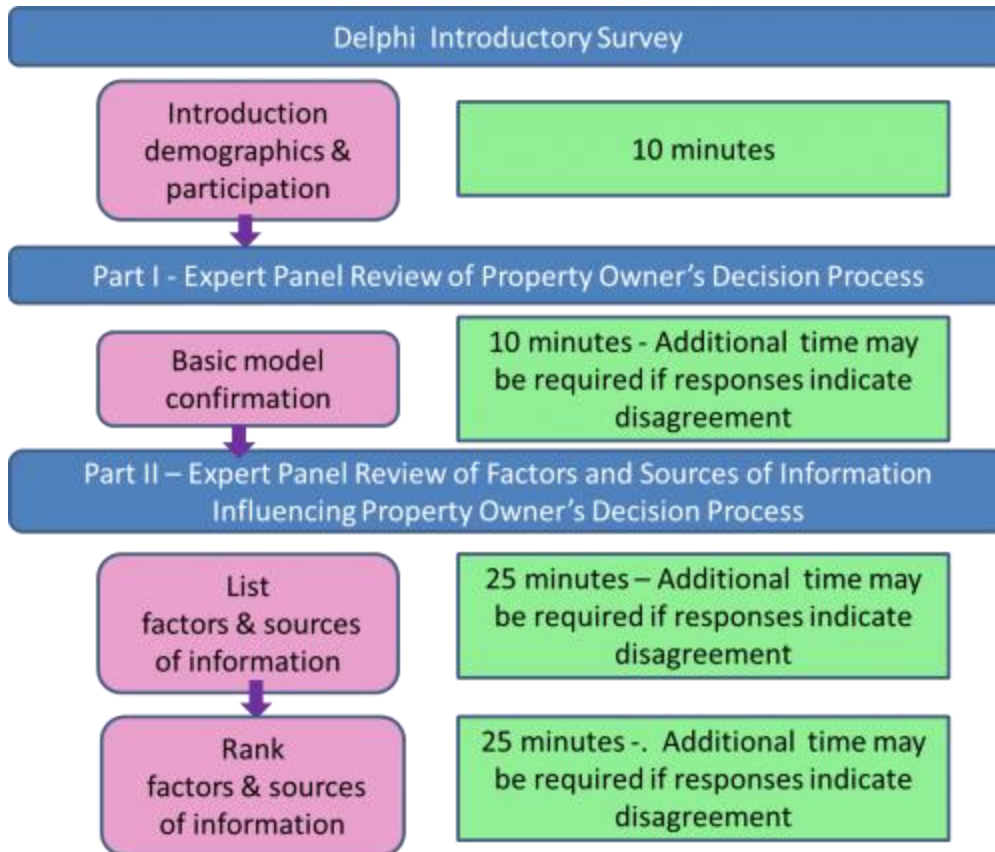 Delphi  Introductory Survey
Introduction
demographics &
participation
10 minutes
Part I - Expert Panel Review of Property Owner’s Decision Process
Basic model
confirmation
10 minutes - Additional  time may
be required if responses indicate
disagreement
Part II – Expert Panel Review of Factors and Sources of Information
Influencing Property Owner’s Decision Process
List
factors & sources
of information
25 minutes – Additional  time may
be required if responses indicate
disagreement
Rank
factors & sources
of information
25 minutes -.  Additional  time may
be required if responses indicate
disagreement